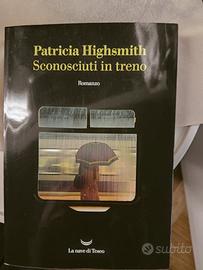 Patricia Highsmith
Sconosciuti in treno
Romanzo
La nave di Teseo
subito